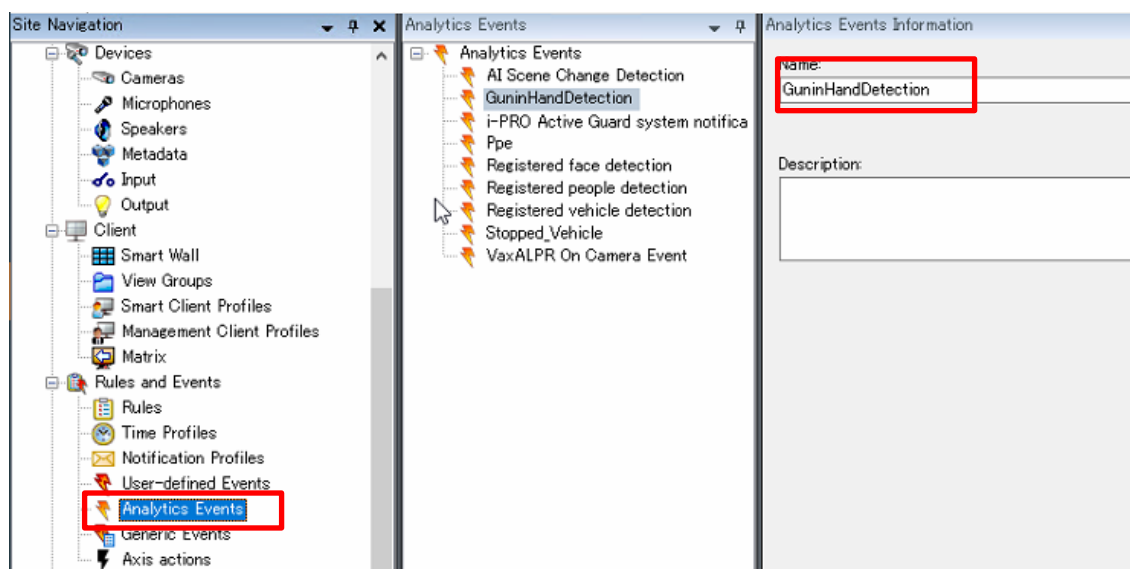 Site Navigation
Devices
Cameras
Microphones
Speakers
Metadata
Input
Output
Client
Smart Wall
View Groups
Smart Client Profiles
Management Client Profiles
Matrix
Rules and Events
Rules
Time Profiles
Notification Profiles
User-defined Events
Analytics Events
Generic Events
Axis actions
Analytics Events
Analytics Events
AI Scene Change Detection
GuninHandDetection
i-PRO Active Guard system notifica
Ppe
Registered face detection
Registered people detection
Registered vehicle detection
Stopped_Vehicle
VaxALPR On Camera Event
Analytics Events Information
Name:
GuninHandDetection
Description: